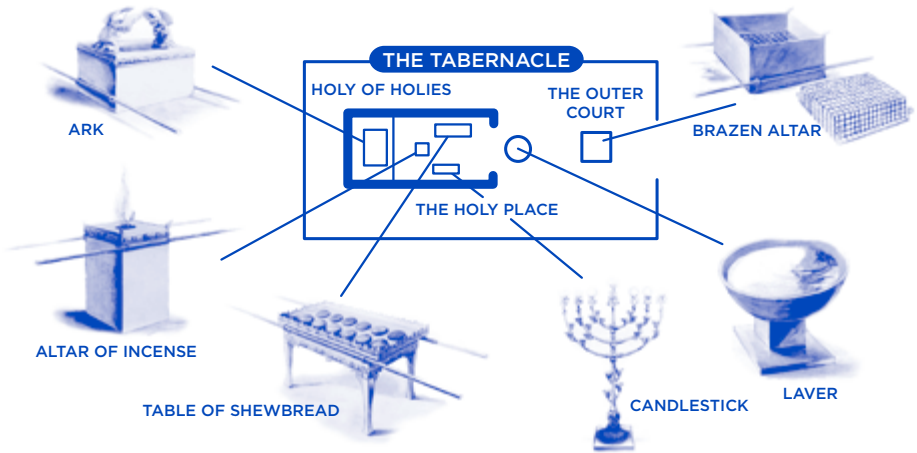 THE TABERNACLE
HOLY OF HOLIES
THE OUTER
COURT
ARK
BRAZEN ALTAR
THE HOLY PLACE
ALTAR OF INCENSE
TABLE OF SHEWBREAD
CANDLESTICK
LAVER